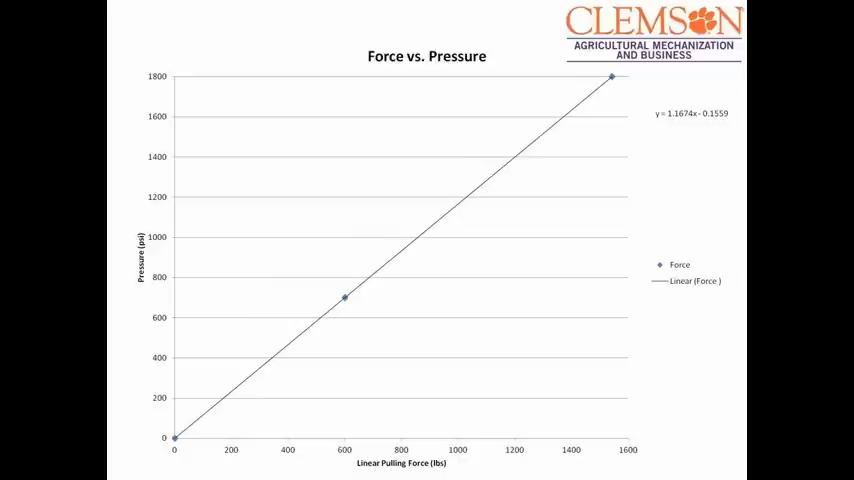 CLEMSON
AGRICULTURAL MECHANIZATION
AND BUSINESS
Force vs. Pressure
1800
1600
1400
1200
1000
800
600
400
200
0
Pressure (psi)
y = 1.1674x - 0.1559
Force
Linear (Force )
0 200 400 600 800 1000 1200 1400 1600
Linear Pulling Force (lbs)